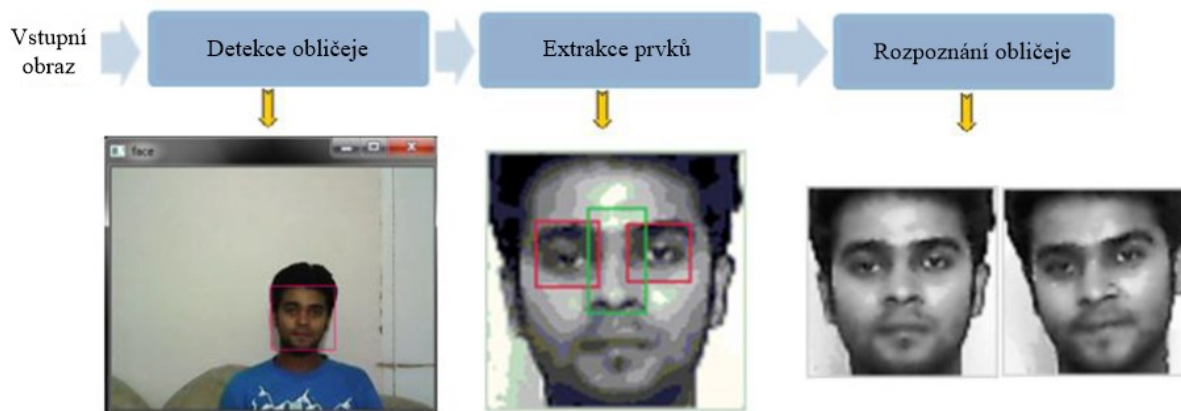 Vstupní
obraz
Detekce obličeje
Extrakce prvků
Rozpoznání obličeje
face